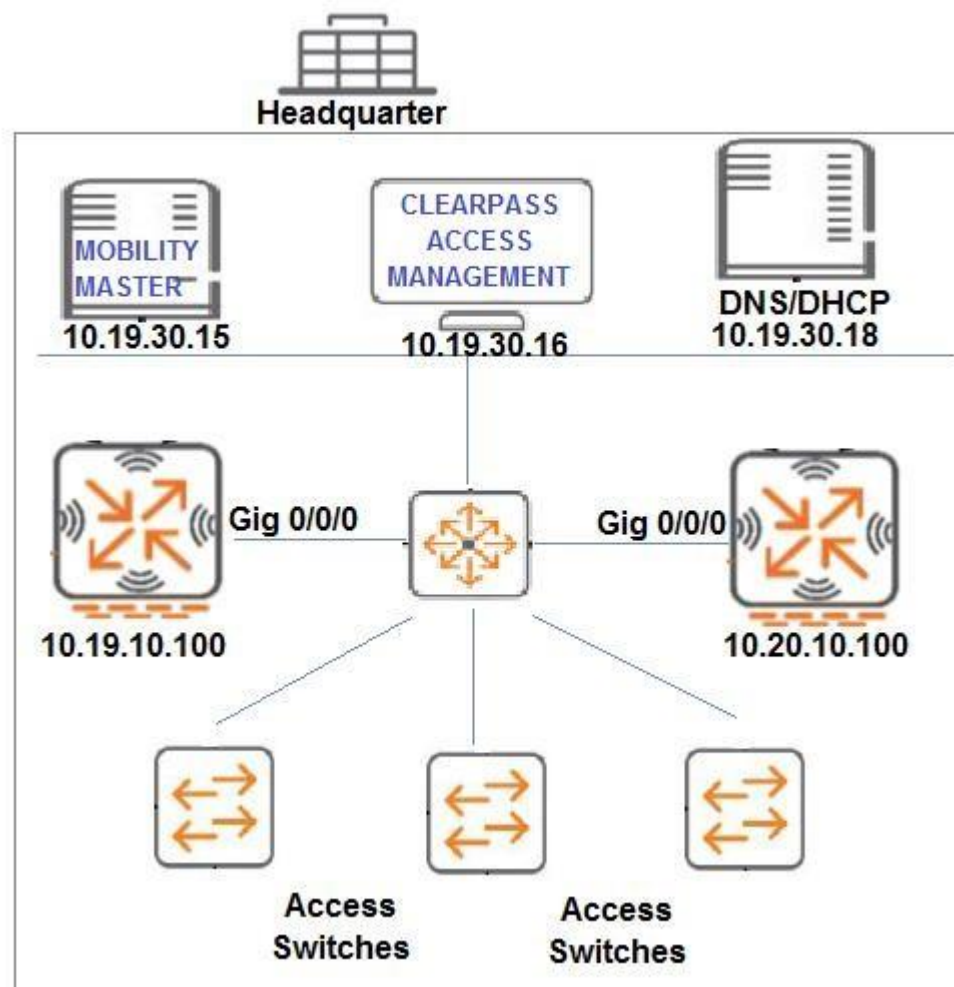 Headquarter
MOBILITY
MASTER
10.19.30.15
CLEARPASS
ACCESS
MANAGEMENT
10.19.30.16
DNS/DHCP
10.19.30.18
Gig 0/0/0
Gig 0/0/0
10.19.10.100
10.20.10.100
Access
Switches
Access
Switches